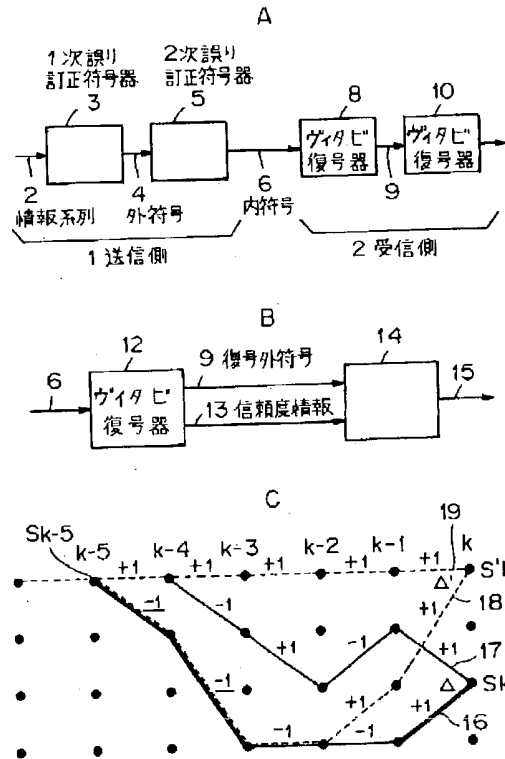 A
1次誤り
訂正符号器
3
2次誤り
訂正符号器
5
8
ヴィタビ
復号器
10
ヴィタビ
復号器
2
情報系列
4
外符号
6
内符号
9
1 送信側
2 受信側
B
12
9 復号外符号
14
6
ヴィタビ
復号器
13 信頼度情報
15
C
Sk-5
k-5
k-4
k-3
k-2
k-1
k
19
+1 +1 +1 +1 +1
S'k
Δ'
18
-1 -1 +1
-1 +1 -1 +1
17
-1 +1 Δ Sk
-1 -1 +1
16